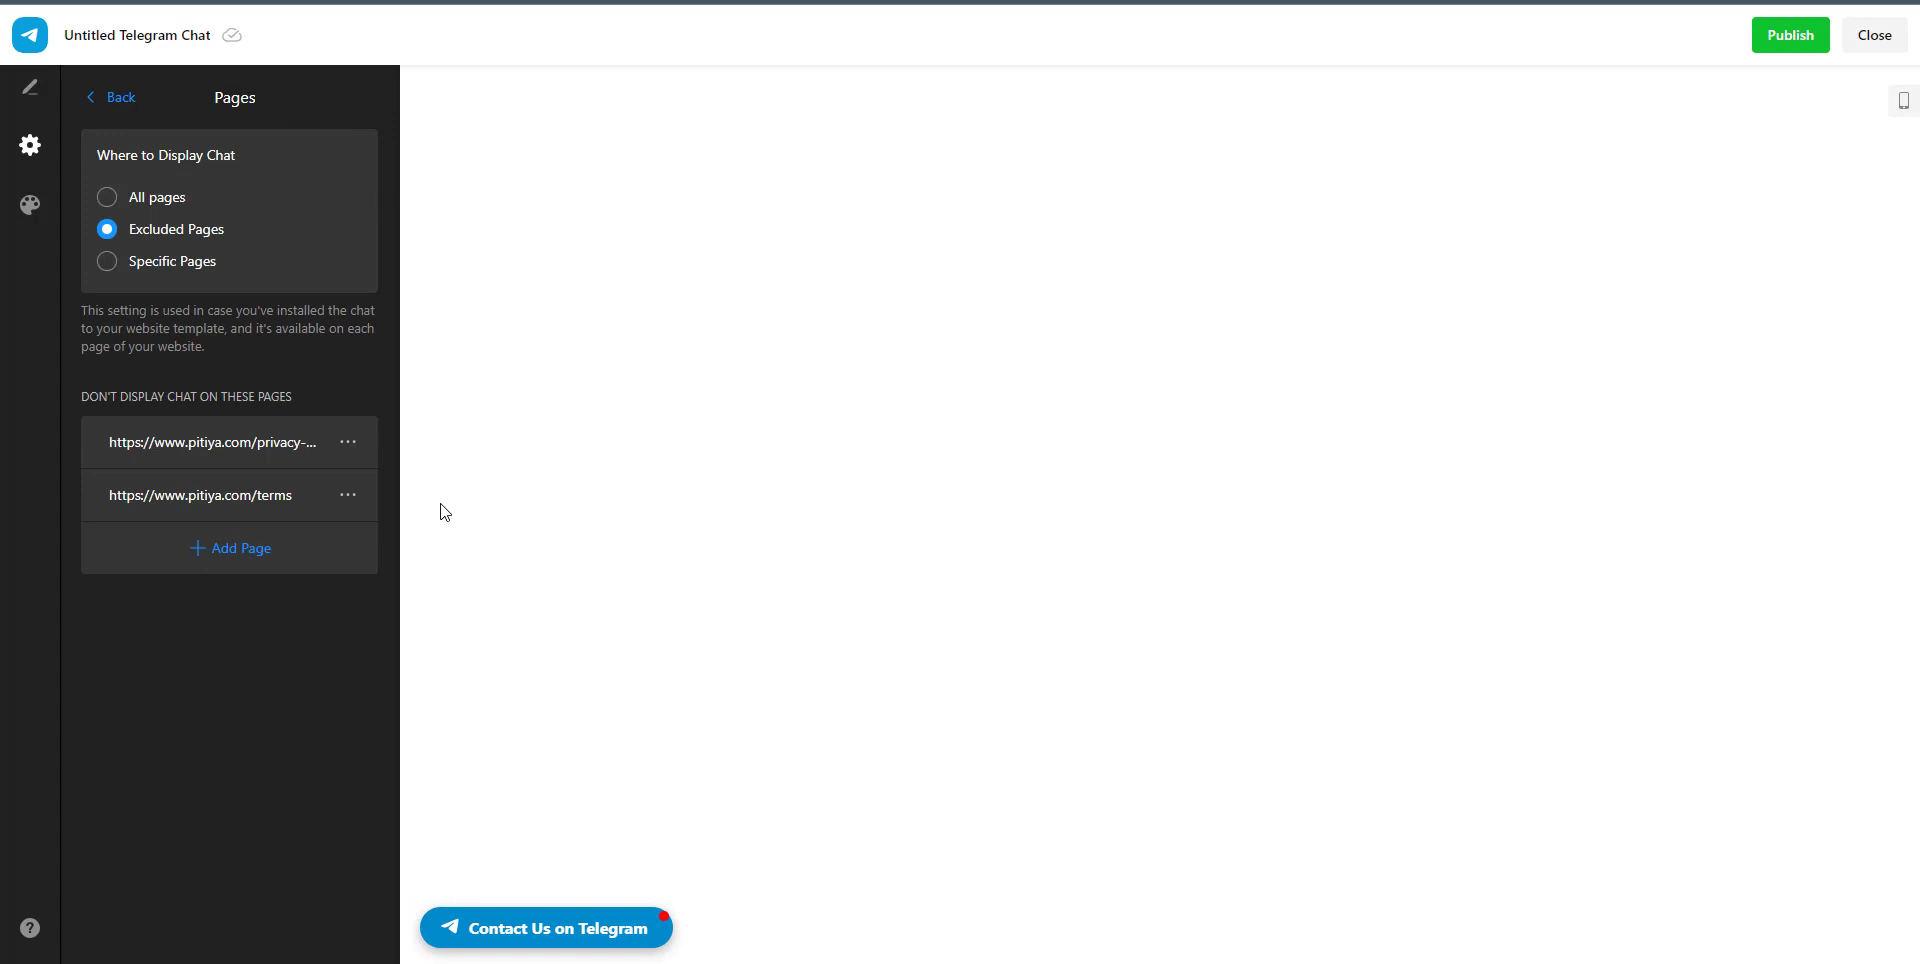 Untitled Telegram Chat
Publish
Close
Back
Pages
Where to Display Chat
All pages
Excluded Pages
Specific Pages
This setting is used in case you've installed the chat
to your website template, and it's available on each
page of your website.
DON'T DISPLAY CHAT ON THESE PAGES
https://www.pitiya.com/privacy-...
https://www.pitiya.com/terms
Add Page
?
Contact Us on Telegram